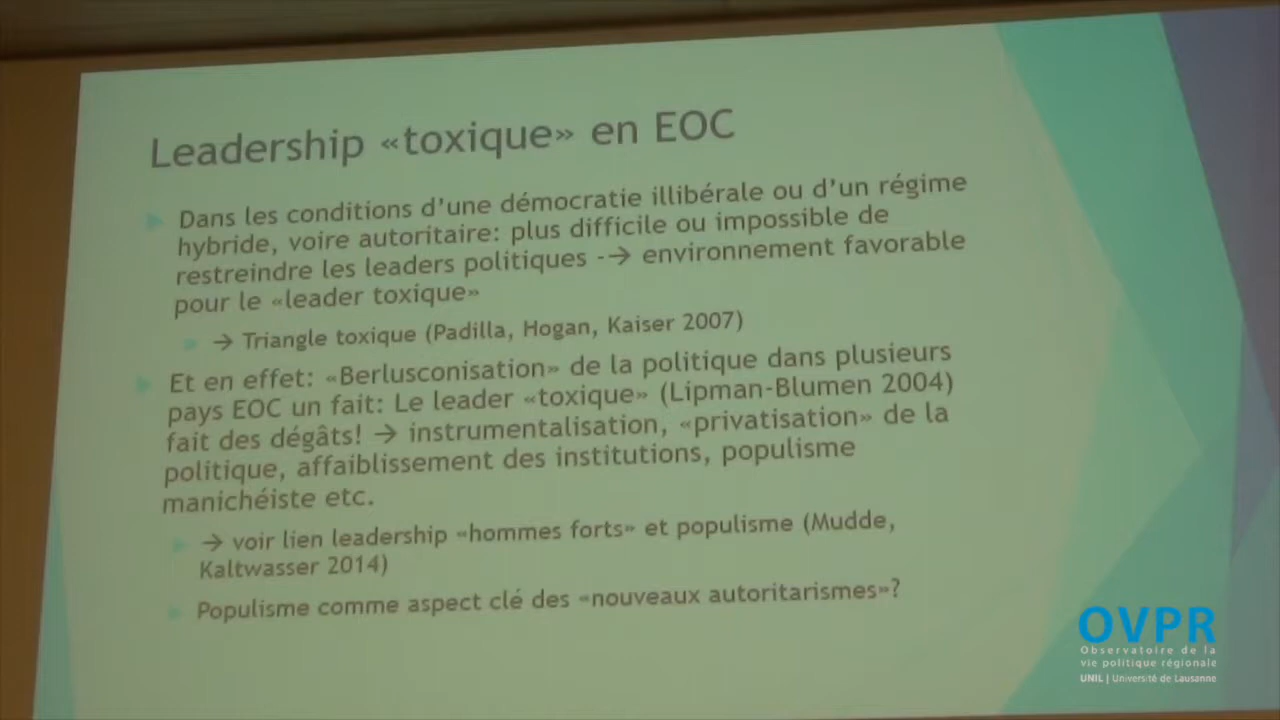 Leadership «toxique» en EOC
Dans les conditions d'une démocratie illibérale ou d'un régime
hybride, voire autoritaire: plus difficile ou impossible de
restreindre les leaders politiques -→ environnement favorable
pour le «leader toxique»
→ Triangle toxique (Padilla, Hogan, Kaiser 2007)
Et en effet: «Berlusconisation» de la politique dans plusieurs
pays EOC un fait: Le leader «toxique» (Lipman-Blumen 2004)
fait des dégâts! → instrumentalisation, «privatisation» de la
politique, affaiblissement des institutions, populisme
manichéiste etc.
→ voir lien leadership «hommes forts» et populisme (Mudde,
Kaltwasser 2014)
Populisme comme aspect clé des «nouveaux autoritarismes»?
OVPR
Observatoire de la
vie politique régionale
UNIL | Université de Lausanne